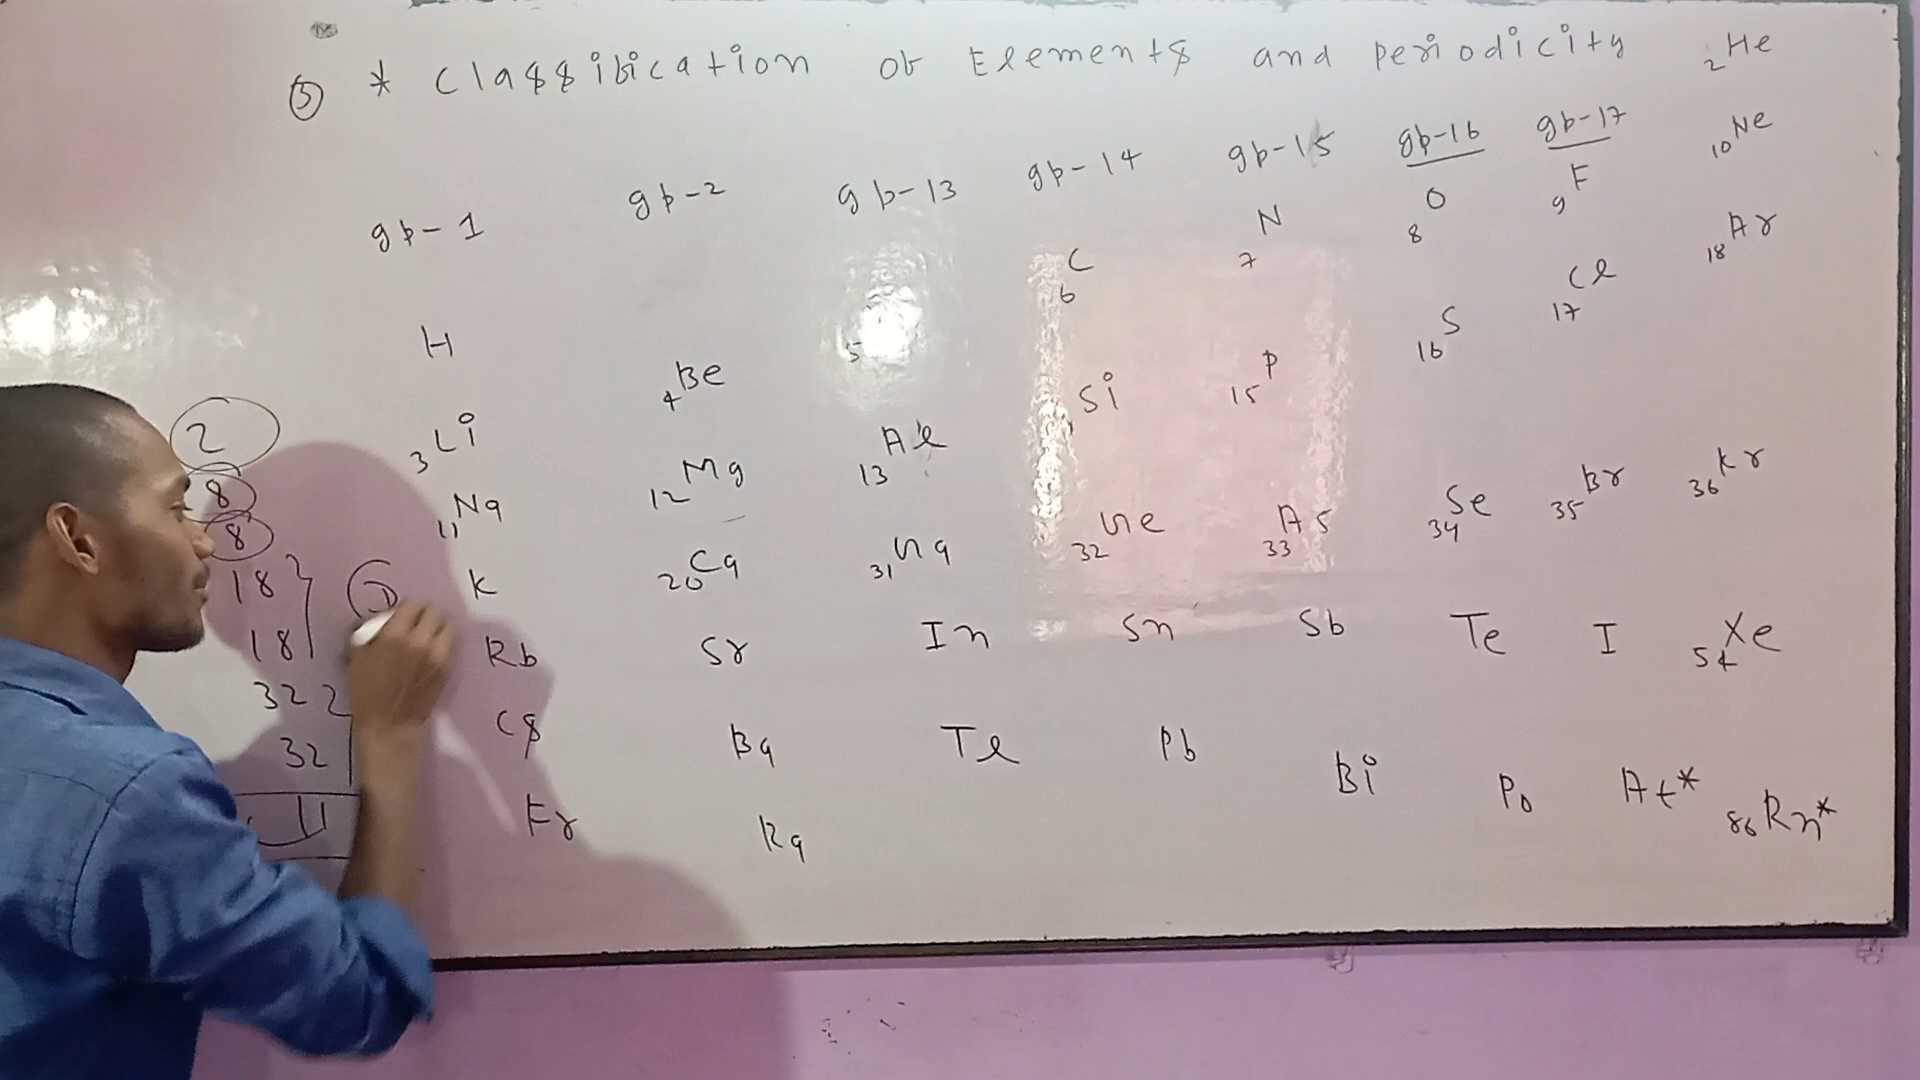 5 * Classification of Elements and periodicity 2He
gp-1 gp-2 gp-13 gp-14 gp-15 gp-16 gp-17 10Ne
H 5 6C 7N 8O 9F 18Ar
2 3Li 4Be 13Al Si 15P 16S 17Cl
8 11Na 12Mg 31Ga 32Ge 33As 34Se 35Br 36Kr
8 K 20Ca In Sn Sb Te I 54Xe
18 Rb Sr Tl Pb Bi Po At* 86Rn*
18 Cs Ba
32 Fr Ra
32